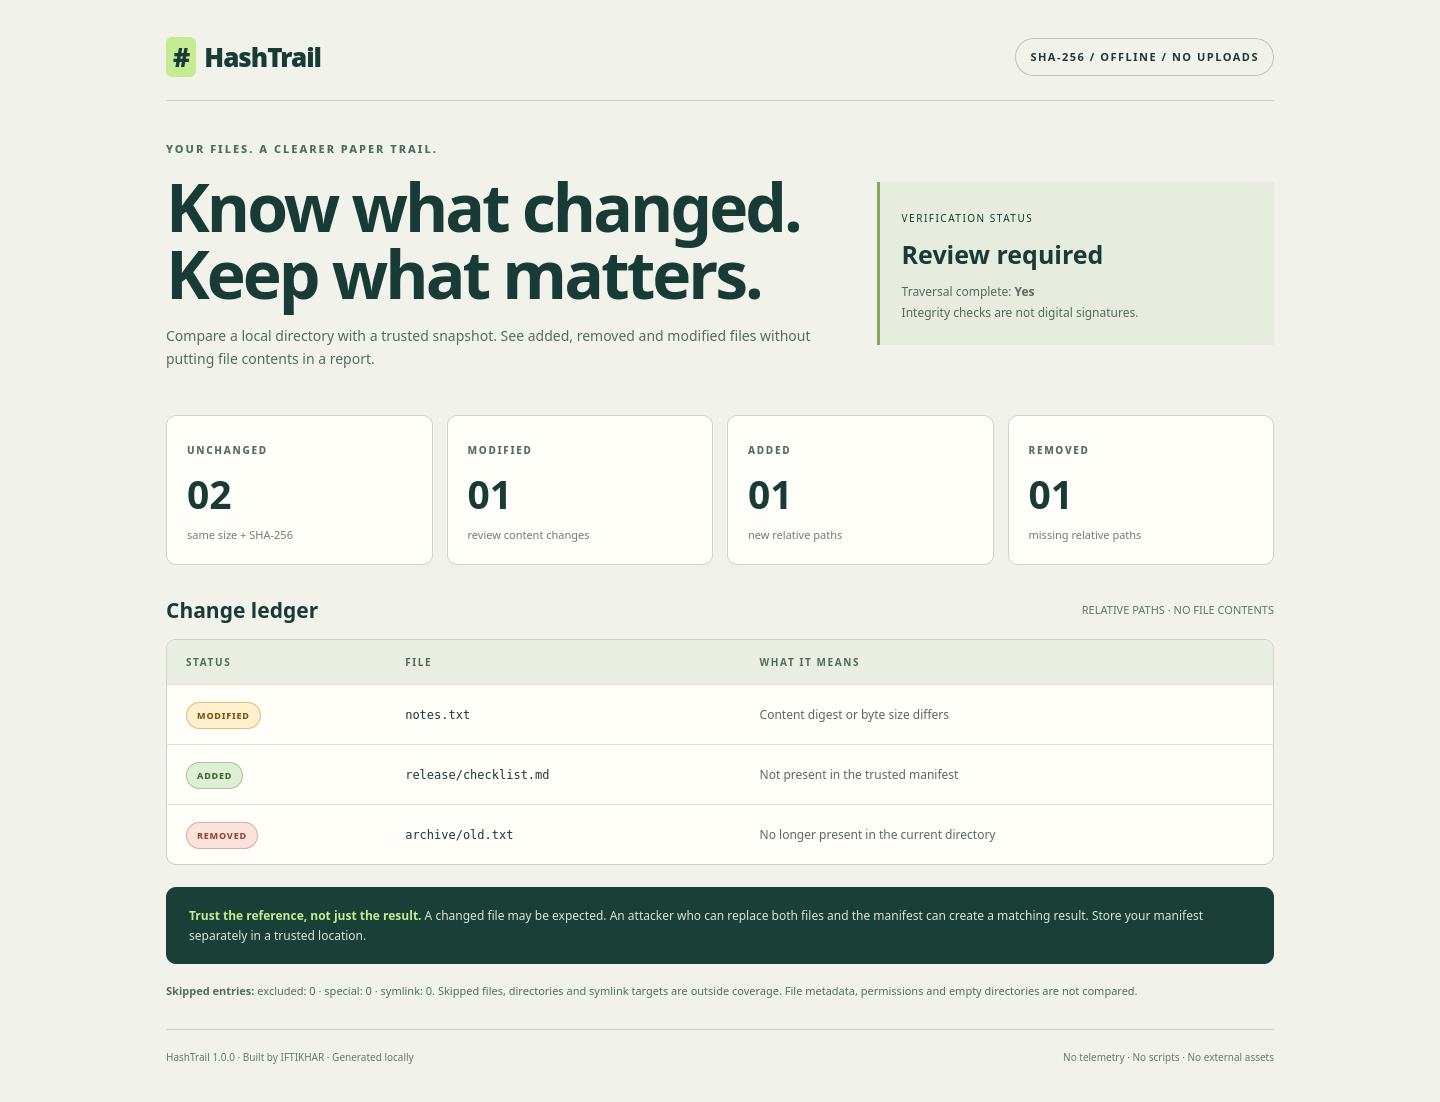 # HashTrail
SHA-256 / OFFLINE / NO UPLOADS
YOUR FILES. A CLEARER PAPER TRAIL.
Know what changed.
Keep what matters.
Compare a local directory with a trusted snapshot. See added, removed and modified files without
putting file contents in a report.
VERIFICATION STATUS
Review required
Traversal complete: Yes
Integrity checks are not digital signatures.
UNCHANGED
02
same size + SHA-256
MODIFIED
01
review content changes
ADDED
01
new relative paths
REMOVED
01
missing relative paths
Change ledger
RELATIVE PATHS · NO FILE CONTENTS
STATUS FILE WHAT IT MEANS
MODIFIED notes.txt Content digest or byte size differs
ADDED release/checklist.md Not present in the trusted manifest
REMOVED archive/old.txt No longer present in the current directory
Trust the reference, not just the result. A changed file may be expected. An attacker who can replace both files and the manifest can create a matching result. Store your manifest
separately in a trusted location.
Skipped entries: excluded: 0 · special: 0 · symlink: 0. Skipped files, directories and symlink targets are outside coverage. File metadata, permissions and empty directories are not compared.
HashTrail 1.0.0 · Built by IFTIKHAR · Generated locally
No telemetry · No scripts · No external assets